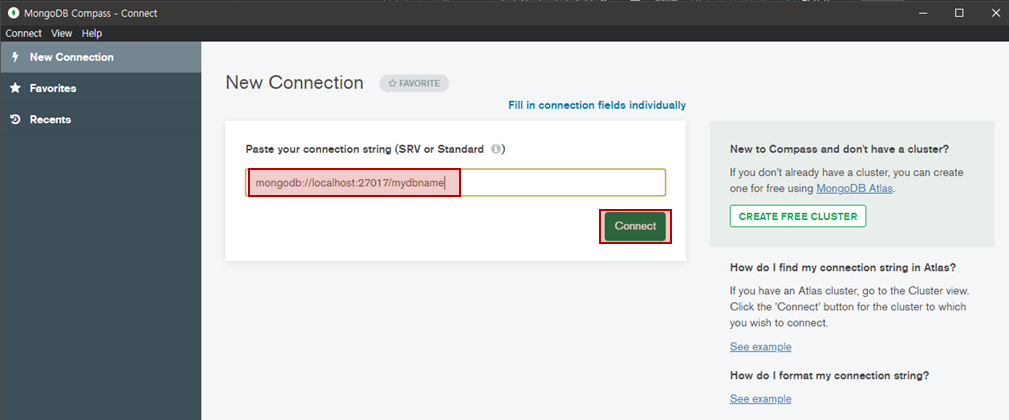 MongoDB Compass - Connect
Connect View Help
New Connection
Favorites
Recents
New Connection
FAVORITE
Fill in connection fields individually
Paste your connection string (SRV or Standard )
mongodb://localhost:27017/mydbname
Connect
New to Compass and don't have a cluster?
If you don't already have a cluster, you can create
one for free using MongoDB Atlas.
CREATE FREE CLUSTER
How do I find my connection string in Atlas?
If you have an Atlas cluster, go to the Cluster view.
Click the 'Connect' button for the cluster to which
you wish to connect.
See example
How do I format my connection string?
See example